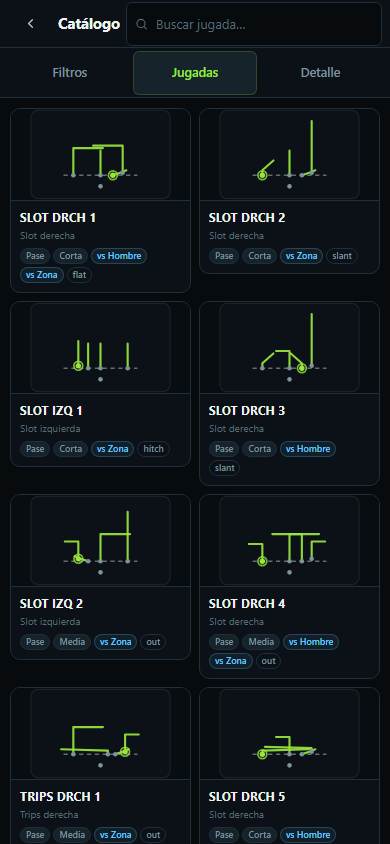 Catálogo
Buscar jugada...
Filtros
Jugadas
Detalle
SLOT DRCH 1
Slot derecha
Pase Corta vs Hombre
vs Zona flat
SLOT DRCH 2
Slot derecha
Pase Corta vs Zona slant
SLOT IZQ 1
Slot izquierda
Pase Corta vs Zona hitch
SLOT DRCH 3
Slot derecha
Pase Corta vs Hombre
slant
SLOT IZQ 2
Slot izquierda
Pase Media vs Zona out
SLOT DRCH 4
Slot derecha
Pase Media vs Hombre
vs Zona out
TRIPS DRCH 1
Trips derecha
Pase Media vs Zona out
SLOT DRCH 5
Slot derecha
Pase Corta vs Hombre